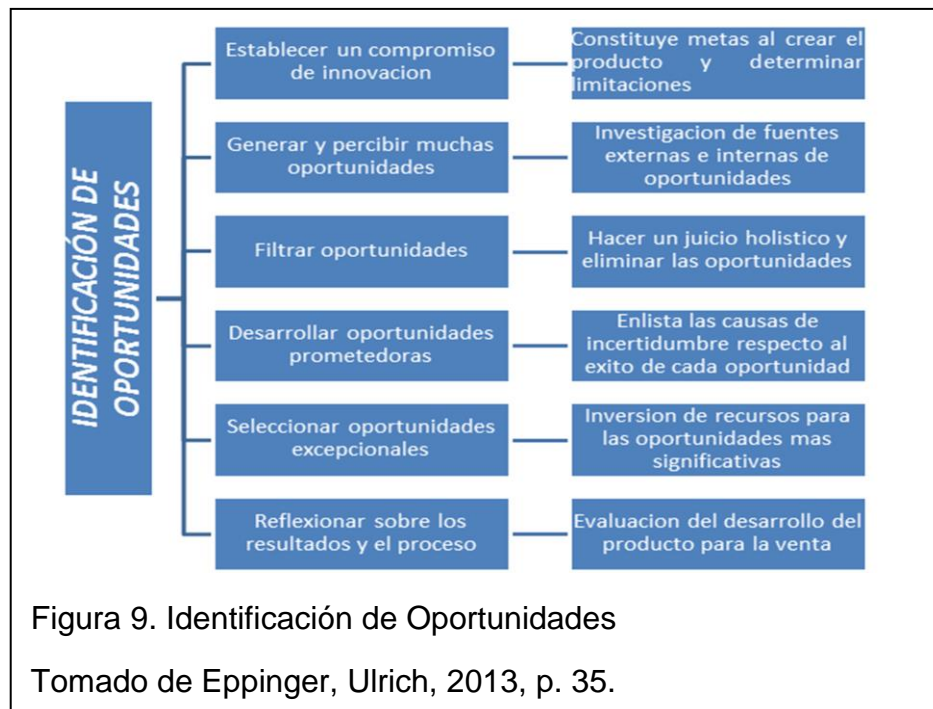 IDENTIFICACIÓN DE
OPORTUNIDADES
Establecer un compromiso
de innovacion
Constituye metas al crear el
producto y determinar
limitaciones
Generar y percibir muchas
oportunidades
Investigacion de fuentes
externas e internas de
oportunidades
Filtrar oportunidades
Hacer un juicio holistico y
eliminar las oportunidades
Desarrollar oportunidades
prometedoras
Enlista las causas de
incertidumbre respecto al
exito de cada oportunidad
Seleccionar oportunidades
excepcionales
Inversion de recursos para
las oportunidades mas
significativas
Reflexionar sobre los
resultados y el proceso
Evaluacion del desarrollo del
producto para la venta
Figura 9. Identificación de Oportunidades
Tomado de Eppinger, Ulrich, 2013, p. 35.